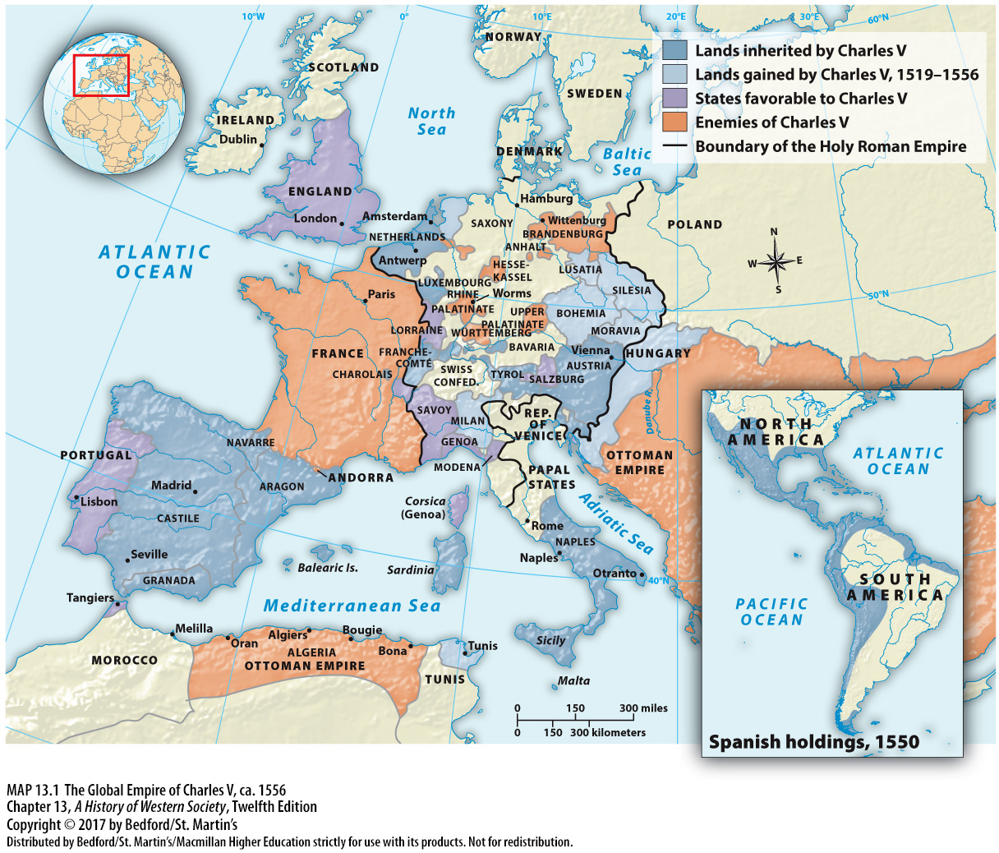 10°W
0°
10°E
20°E
30°E
60°N
NORWAY
SCOTLAND
SWEDEN
North
Sea
IRELAND
Dublin
DENMARK
Baltic
Sea
Lands inherited by Charles V
Lands gained by Charles V, 1519–1556
States favorable to Charles V
Enemies of Charles V
Boundary of the Holy Roman Empire
ENGLAND
London
Amsterdam
Hamburg
SAXONY
Wittenburg
BRANDENBURG
POLAND
NETHERLANDS
ANHALT
Antwerp
ATLANTIC
OCEAN
N
W
E
S
HESSE-
KASSEL
LUSATIA
LUXEMBOURG
RHINE
PALATINATE
Worms
SILESIA
50°N
Paris
UPPER
PALATINATE
BOHEMIA
LORRAINE
WÜRTTEMBERG
MORAVIA
FRANCE
FRANCHE-
COMTÉ
BAVARIA
Vienna
HUNGARY
CHAROLAIS
SWISS
CONFED.
TYROL
AUSTRIA
SALZBURG
Danube R.
SAVOY
MILAN
REP.
OF
VENICE
GENOA
MODENA
OTTOMAN
EMPIRE
PORTUGAL
NAVARRE
ANDORRA
PAPAL
STATES
Madrid
ARAGON
Lisbon
CASTILE
Corsica
(Genoa)
Adriatic Sea
Rome
Seville
NAPLES
Naples
Balearic Is.
Sardinia
GRANADA
Otranto
40°N
Tangiers
Mediterranean Sea
Melilla
Oran
Algiers
Bougie
Bona
Tunis
Sicily
MOROCCO
ALGERIA
OTTOMAN EMPIRE
TUNIS
Malta
0 150 300 miles
0 150 300 kilometers
NORTH
AMERICA
ATLANTIC
OCEAN
SOUTH
AMERICA
PACIFIC
OCEAN
Spanish holdings, 1550
MAP 13.1 The Global Empire of Charles V, ca. 1556
Chapter 13, A History of Western Society, Twelfth Edition
Copyright © 2017 by Bedford/St. Martin's
Distributed by Bedford/St. Martin's/Macmillan Higher Education strictly for use with its products. Not for redistribution.